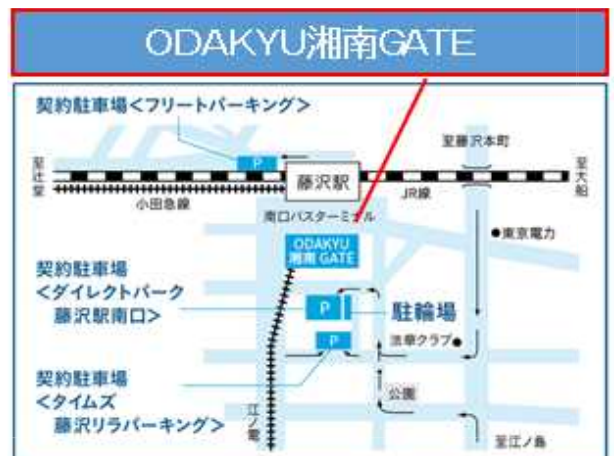 ODAKYU湘南GATE
契約駐車場<フリートパーキング>
至藤沢本町
至辻堂
P
藤沢駅
至大船
小田急線
JR線
南口バスターミナル
●東京電力
ODAKYU
湘南 GATE
契約駐車場
<ダイレクトパーク
藤沢駅南口>
P
駐輪場
P
法華クラブ●
契約駐車場
<タイムズ
藤沢リラパーキング>
江ノ電
公園
至江ノ島